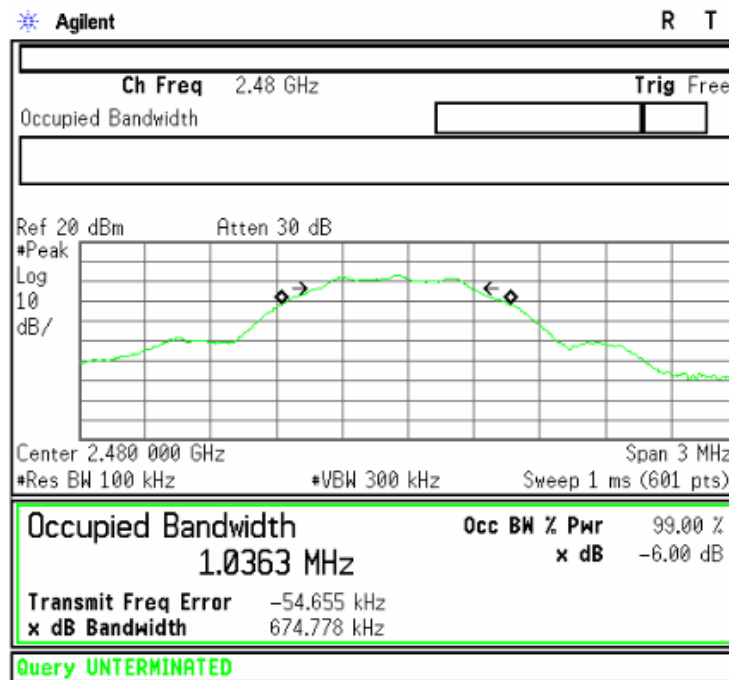 Agilent R T
Ch Freq 2.48 GHz Trig Free
Occupied Bandwidth
Ref 20 dBm Atten 30 dB
#Peak
Log
10
dB/
Center 2.480 000 GHz Span 3 MHz
#Res BW 100 kHz #VBW 300 kHz Sweep 1 ms (601 pts)
Occupied Bandwidth Occ BW % Pwr 99.00 %
1.0363 MHz x dB -6.00 dB
Transmit Freq Error -54.655 kHz
x dB Bandwidth 674.778 kHz
Query UNTERMINATED